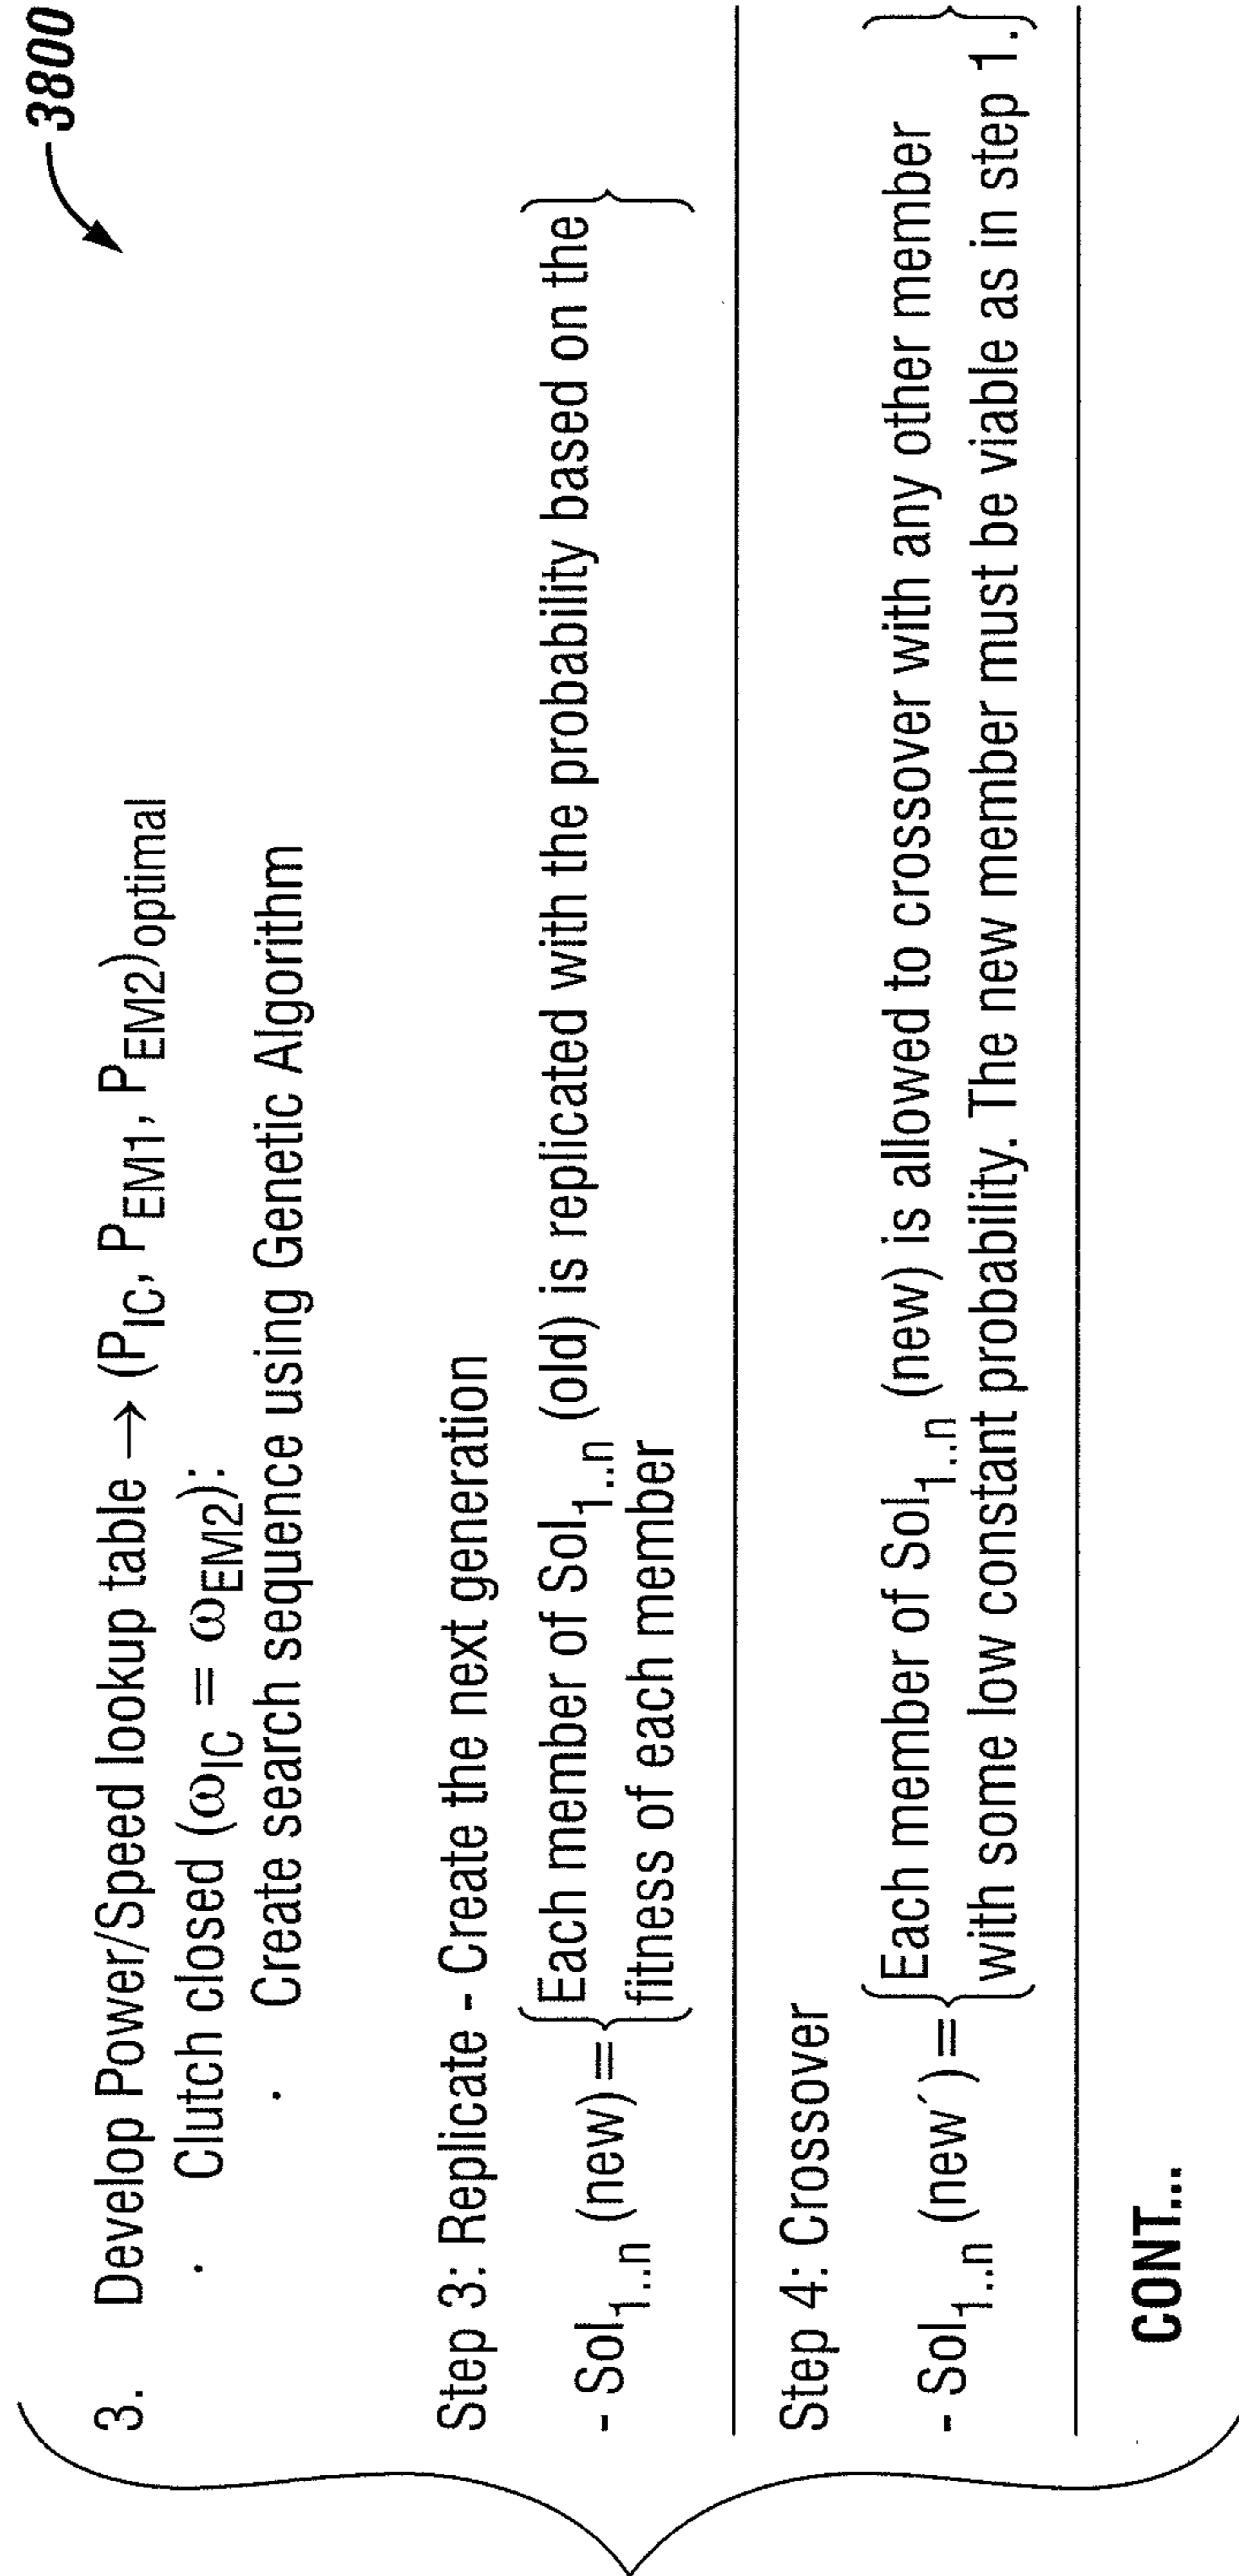 3800
3. Develop Power/Speed lookup table → (P_IC, P_EM1, P_EM2)optimal
· Clutch closed (ω_IC = ω_EM2):
· Create search sequence using Genetic Algorithm
Step 3: Replicate - Create the next generation
- Sol_1..n (new)= {Each member of Sol_1..n (old) is replicated with the probability based on the
fitness of each member}
Step 4: Crossover
- Sol_1..n (new´)= {Each member of Sol_1..n (new) is allowed to crossover with any other member
with some low constant probability. The new member must be viable as in step 1.}
CONT...